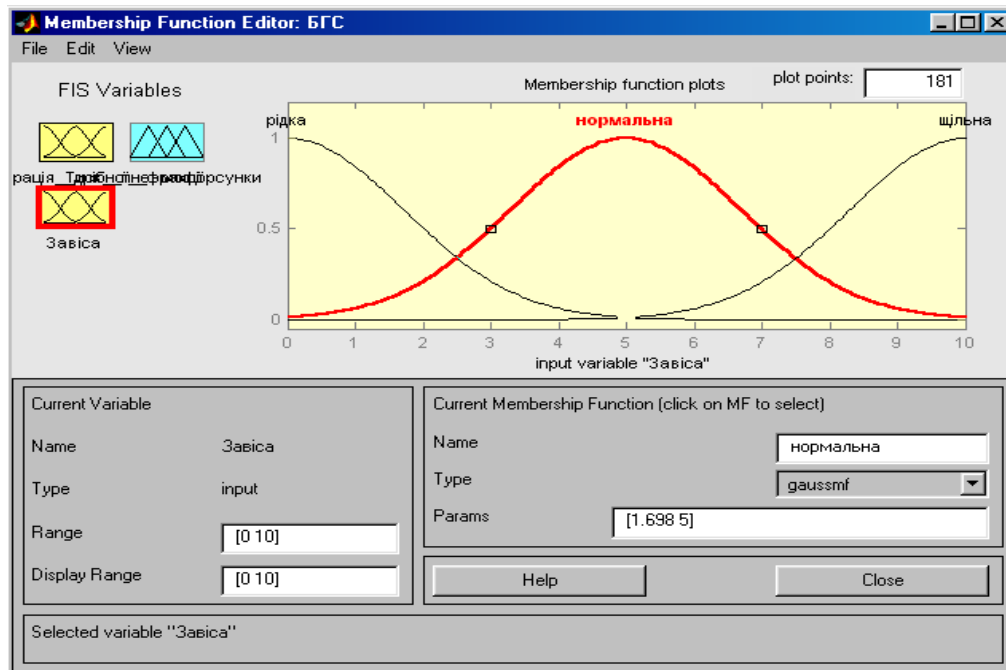 Membership Function Editor: БГС
File Edit View
FIS Variables
Membership function plots
plot points:
181
рідка
нормальна
щільна
1
0.5
0
0 1 2 3 4 5 6 7 8 9 10
input variable "Завіса"
Завіса
Current Variable
Name
Завіса
Type
input
Range
[0 10]
Display Range
[0 10]
Current Membership Function (click on MF to select)
Name
нормальна
Type
gaussmf
Params
[1.698 5]
Help
Close
Selected variable "Завіса"